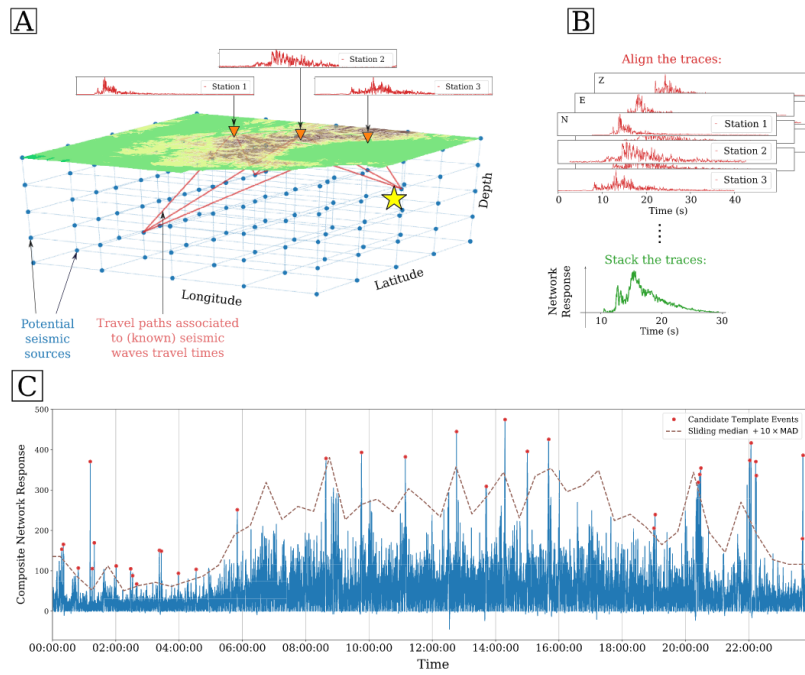 A
Station 2
Station 1
Station 3
Depth
Latitude
Longitude
Potential
seismic
sources
Travel paths associated
to (known) seismic
waves travel times
B
Align the traces:
Z
E
N
Station 1
Station 2
Station 3
0 10 20 30 40
Time (s)
Stack the traces:
Network
Response
10 20 30
Time (s)
C
Candidate Template Events
Sliding median + 10 × MAD
Composite Network Response
500
400
300
200
100
0
00:00:00 02:00:00 04:00:00 06:00:00 08:00:00 10:00:00 12:00:00 14:00:00 16:00:00 18:00:00 20:00:00 22:00:00
Time